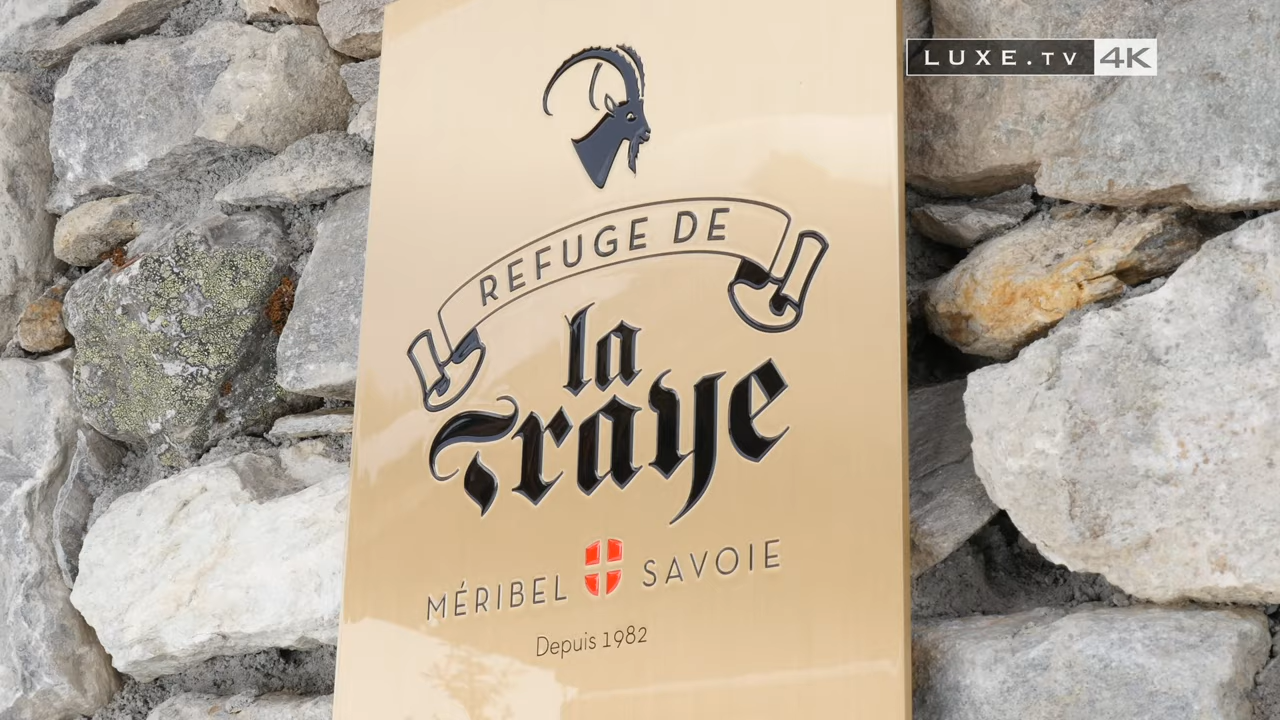 LUXE.TV 4K
REFUGE DE
la
Traye
MÉRIBEL SAVOIE
Depuis 1982